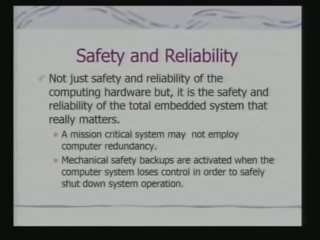 Safety and Reliability
Not just safety and reliability of the
computing hardware but, it is the safety and
reliability of the total embedded system that
really matters.
A mission critical system may not employ
computer redundancy.
Mechanical safety backups are activated when the
computer system loses control in order to safely
shut down system operation.